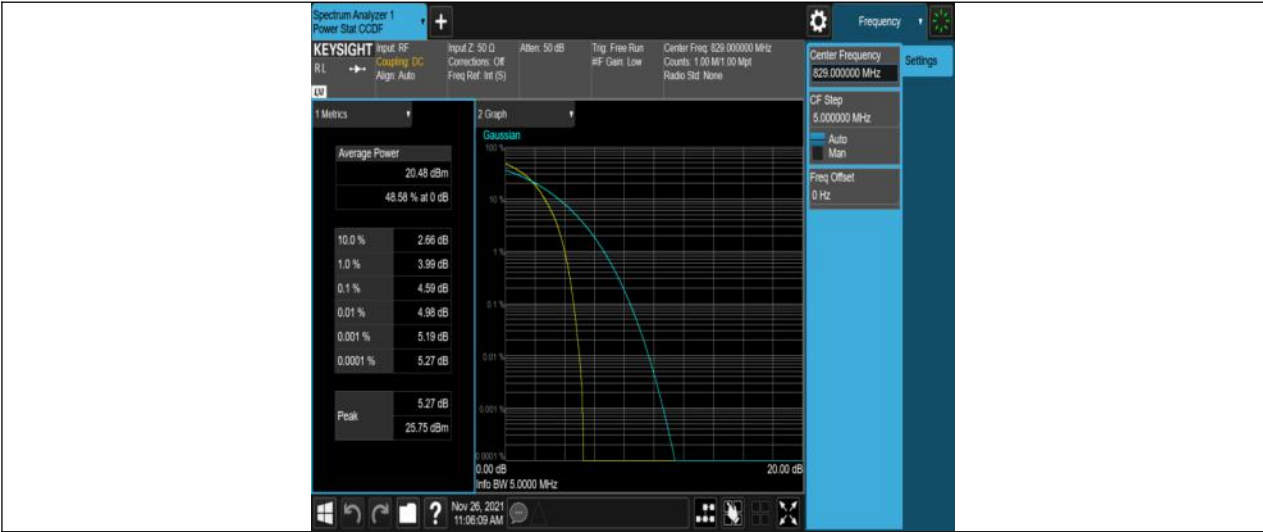 Spectrum Analyzer 1
Power Stat CCDF
Frequency
KEYSIGHT
RL
Input: RF
Coupling: DC
Align: Auto
Input Z: 50 Ω
Corrections: Off
Freq Ref: Int (S)
Atten: 50 dB
Trig: Free Run
#IF Gain: Low
Center Freq: 829.000000 MHz
Counts: 1.00 M/1.00 Mpt
Radio Std: None
LV
1 Metrics
Average Power
20.48 dBm
48.58 % at 0 dB
10.0 % 2.66 dB
1.0 % 3.99 dB
0.1 % 4.59 dB
0.01 % 4.98 dB
0.001 % 5.19 dB
0.0001 % 5.27 dB
Peak
5.27 dB
25.75 dBm
2 Graph
Gaussian
100 %
10 %
1 %
0.1 %
0.01 %
0.001 %
0.0001 %
0.00 dB
20.00 dB
Info BW 5.0000 MHz
Center Frequency
829.000000 MHz
Settings
CF Step
5.000000 MHz
Auto
Man
Freq Offset
0 Hz
?
Nov 26, 2021
11:06:09 AM